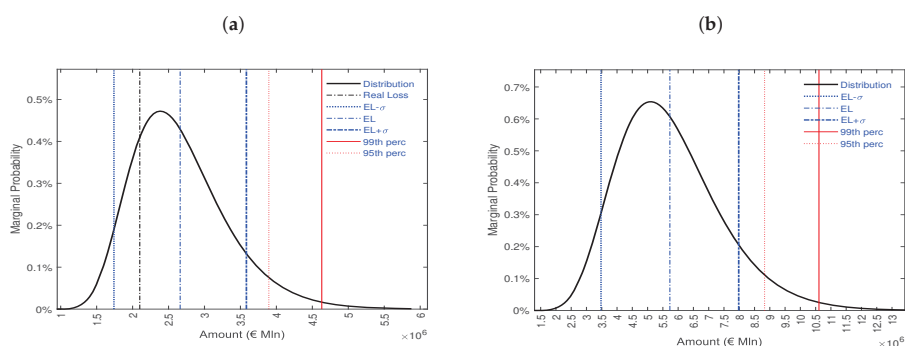 (a)
0.5%
0.4%
0.3%
0.2%
0.1%
0%
Marginal Probability
Distribution
Real Loss
EL-σ
EL
EL+σ
99th perc
95th perc
1 1.5 2 2.5 3 3.5 4 4.5 5 5.5 6
Amount (€ Mln)
×10⁶
(b)
0.7%
0.6%
0.5%
0.4%
0.3%
0.2%
0.1%
0%
Marginal Probability
Distribution
EL-σ
EL
EL+σ
99th perc
95th perc
1.5 2 2.5 3 3.5 4 4.5 5 5.5 6 6.5 7 7.5 8 8.5 9 9.5 10 10.5 11 11.5 12 12.5 13
Amount (€ Mln)
×10⁶